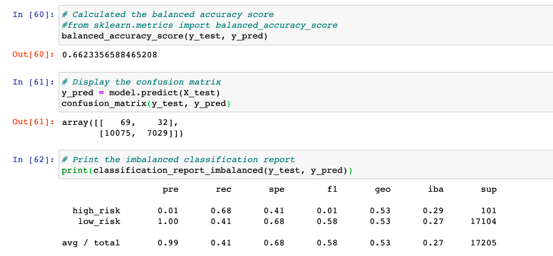 In [60]: # Calculated the balanced accuracy score
#from sklearn.metrics import balanced_accuracy_score
balanced_accuracy_score(y_test, y_pred)
Out[60]: 0.6623356588465208
In [61]: # Display the confusion matrix
y_pred = model.predict(X_test)
confusion_matrix(y_test, y_pred)
Out[61]: array([[   69,    32],
[10075,  7029]])
In [62]: # Print the imbalanced classification report
print(classification_report_imbalanced(y_test, y_pred))
pre rec spe f1 geo iba sup
high_risk 0.01 0.68 0.41 0.01 0.53 0.29 101
low_risk 1.00 0.41 0.68 0.58 0.53 0.27 17104
avg / total 0.99 0.41 0.68 0.58 0.53 0.27 17205